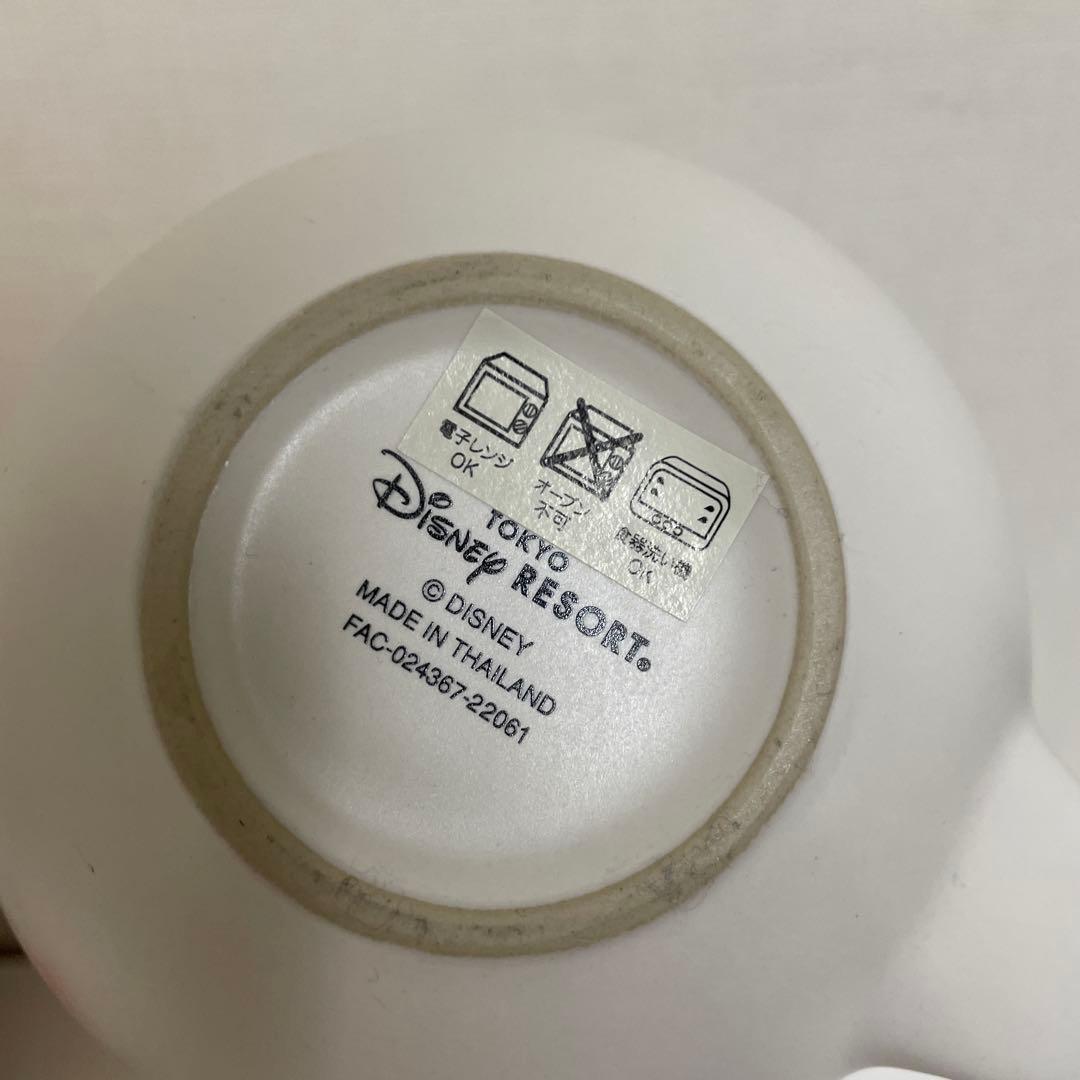 電子レンジ
OK
オーブン
不可
食器洗い機
OK
TOKYO
Disney RESORT®
© DISNEY
MADE IN THAILAND
FAC-024367-22061